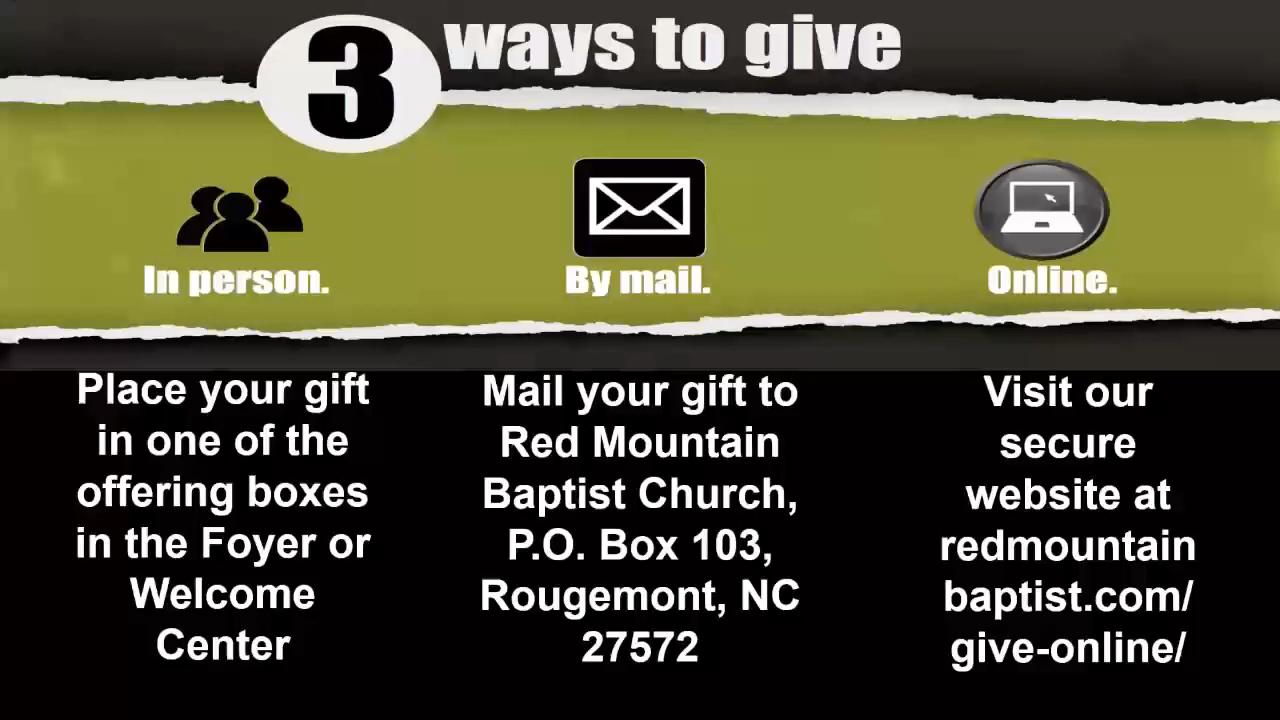 3 ways to give
In person.
Place your gift
in one of the
offering boxes
in the Foyer or
Welcome
Center
By mail.
Mail your gift to
Red Mountain
Baptist Church,
P.O. Box 103,
Rougemont, NC
27572
Online.
Visit our
secure
website at
redmountain
baptist.com/
give-online/